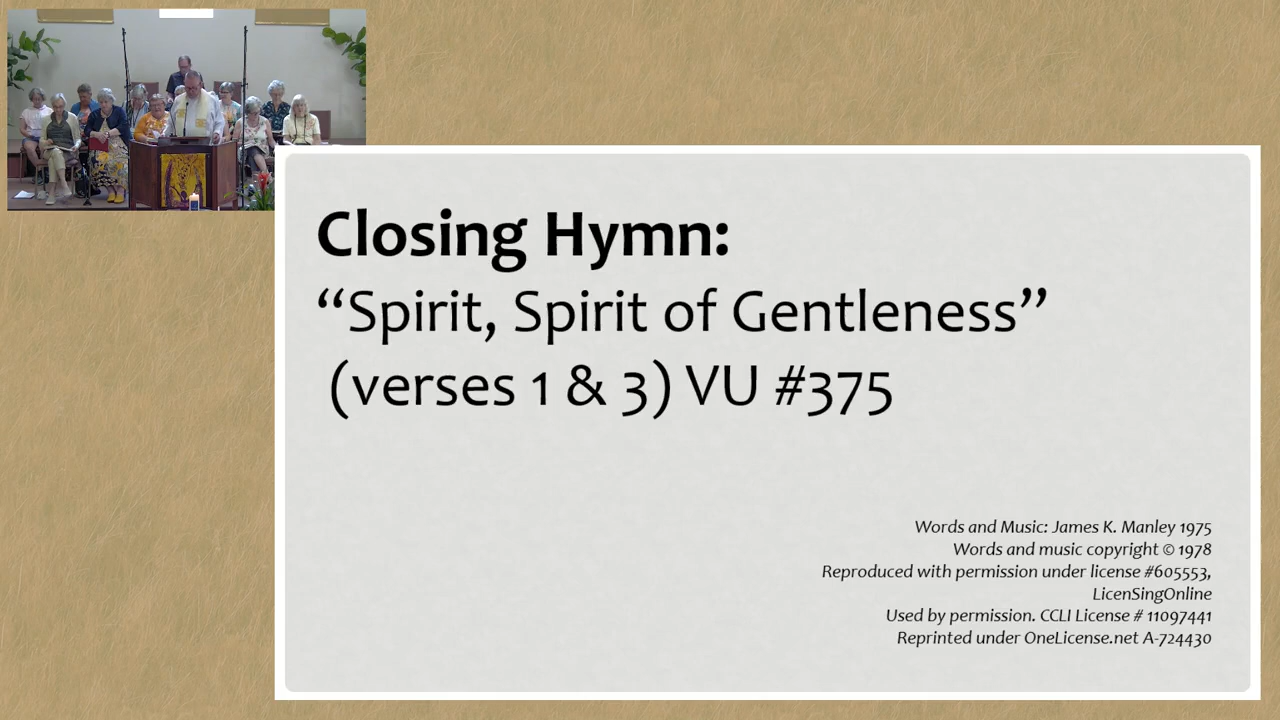 Closing Hymn:
“Spirit, Spirit of Gentleness”
(verses 1 & 3) VU #375
Words and Music: James K. Manley 1975
Words and music copyright © 1978
Reproduced with permission under license #605553,
LicenSingOnline
Used by permission. CCLI License # 11097441
Reprinted under OneLicense.net A-724430